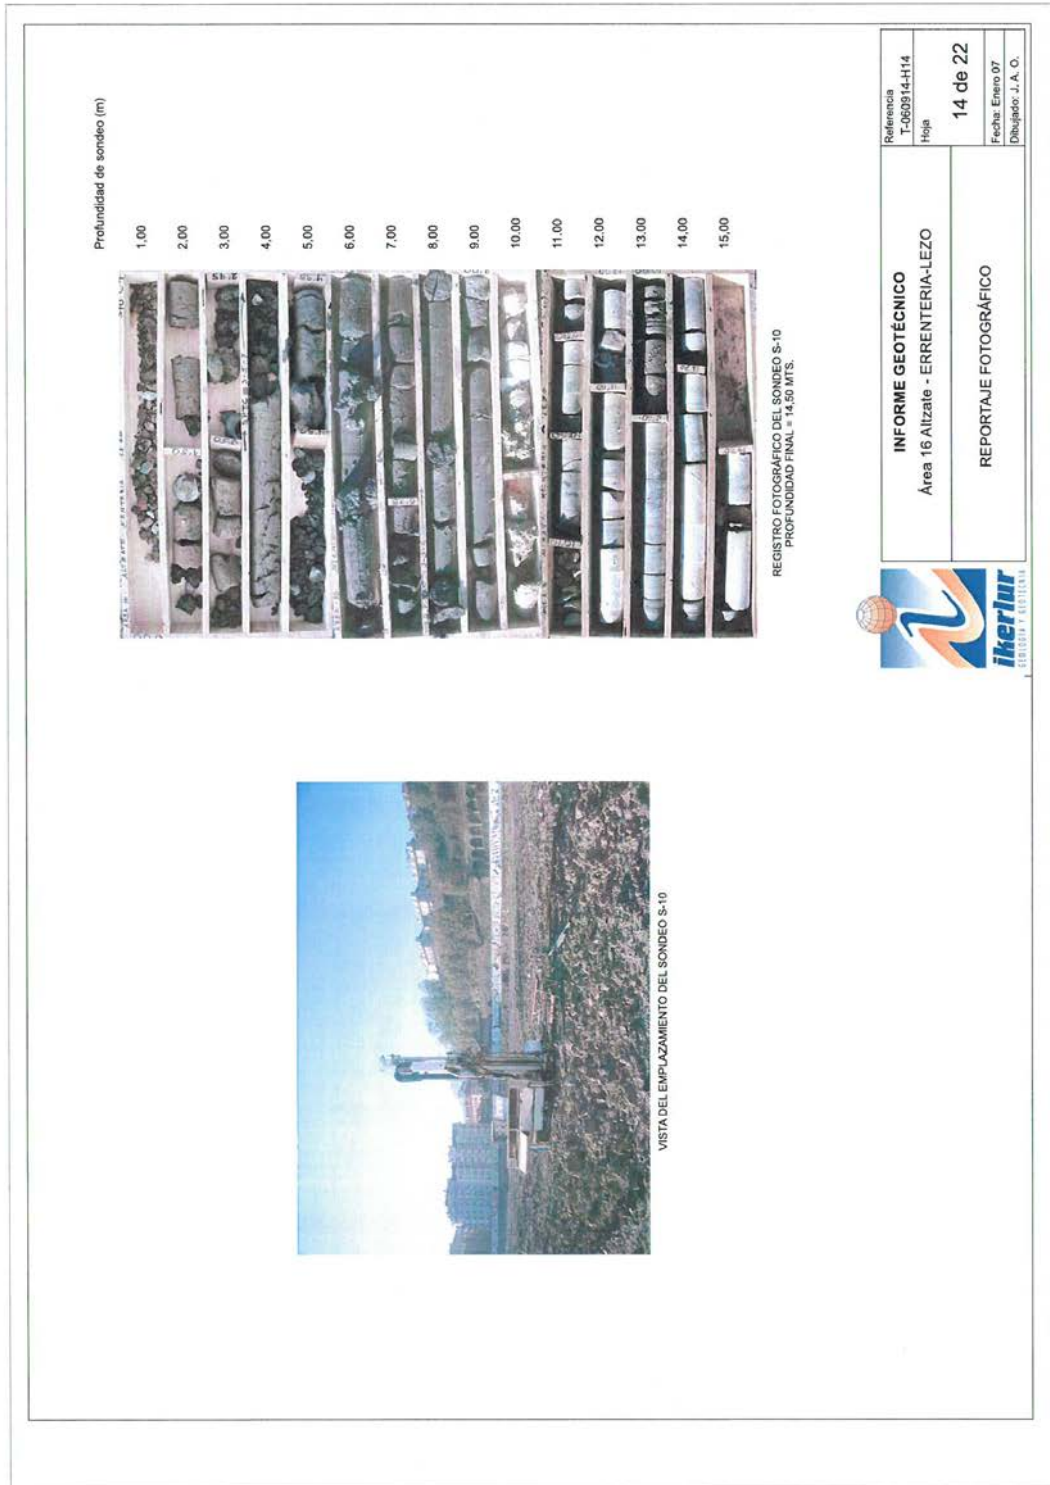 Profundidad de sondeo (m)
1,00
2,00
3,00
4,00
5,00
6,00
7,00
8,00
9,00
10.00
11.00
12.00
13.00
14,00
15,00
REGISTRO FOTOGRÁFICO DEL SONDEO S-10
PROFUNDIDAD FINAL = 14,50 MTS.
VISTA DEL EMPLAZAMIENTO DEL SONDEO S-10
ikerlur
GEOLOGIA Y GEOTECNIA
INFORME GEOTÉCNICO
Área 16 Altzate - ERRENTERIA-LEZO
REPORTAJE FOTOGRÁFICO
Referencia
T-060914-H14
Hoja
14 de 22
Fecha: Enero 07
Dibujado: J. A. O.